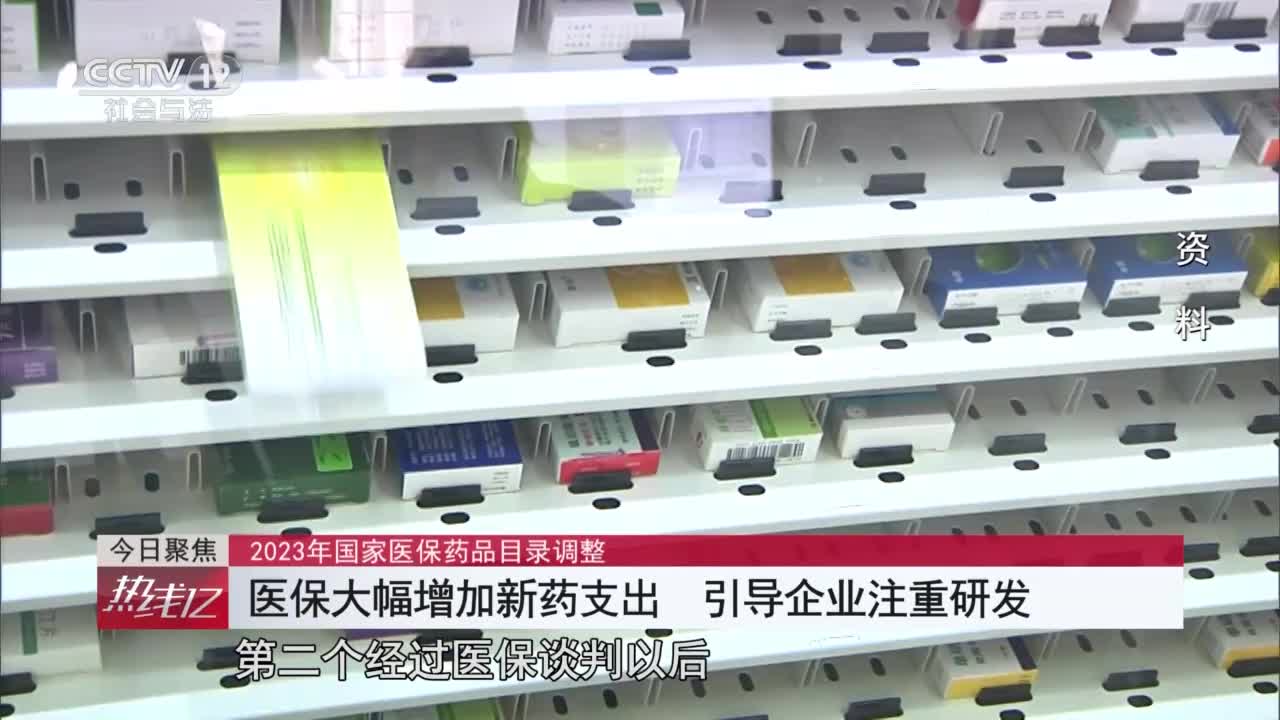 CCTV 12
社会与法
资料
今日聚焦
2023年国家医保药品目录调整
热线12
医保大幅增加新药支出 引导企业注重研发
第二个经过医保谈判以后